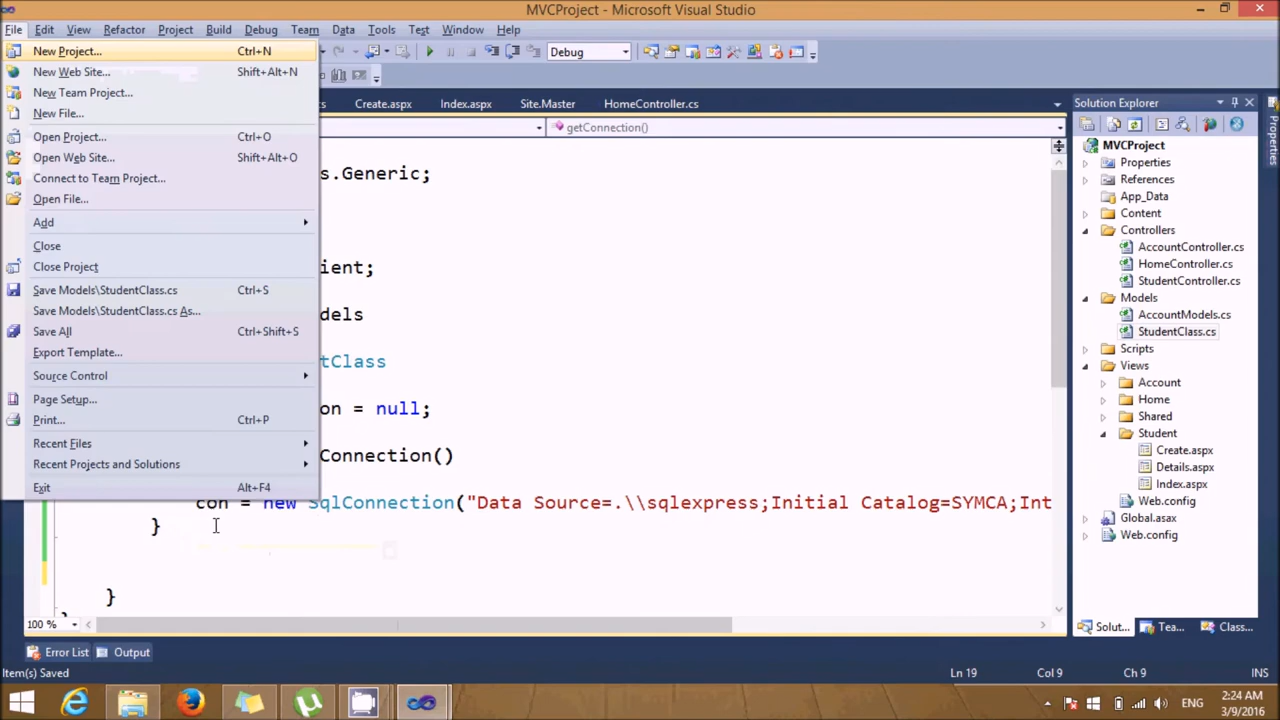 MVCProject - Microsoft Visual Studio
File Edit View Refactor Project Build Debug Team Data Tools Test Window Help
New Project... Ctrl+N
Debug
New Web Site... Shift+Alt+N
New Team Project...
Create.aspx Index.aspx Site.Master HomeController.cs
New File...
getConnection()
Open Project... Ctrl+O
Open Web Site... Shift+Alt+O
Connect to Team Project...
s.Generic;
Open File...
Add
Close
Close Project
ient;
Save Models\StudentClass.cs Ctrl+S
Save Models\StudentClass.cs As...
dels
Save All Ctrl+Shift+S
Export Template...
tClass
Source Control
Page Setup...
on = null;
Print... Ctrl+P
Recent Files
Connection()
Recent Projects and Solutions
Exit Alt+F4
con = new SqlConnection("Data Source=.\\sqlexpress;Initial Catalog=SYMCA;Int
}
}
100 %
Solution Explorer
MVCProject
Properties
References
App_Data
Content
Controllers
AccountController.cs
HomeController.cs
StudentController.cs
Models
AccountModels.cs
StudentClass.cs
Scripts
Views
Account
Home
Shared
Student
Create.aspx
Details.aspx
Index.aspx
Web.config
Global.asax
Web.config
Solut... Tea... Class...
Properties
Error List Output
Item(s) Saved Ln 19 Col 9 Ch 9 INS
ENG
2:24 AM
3/9/2016